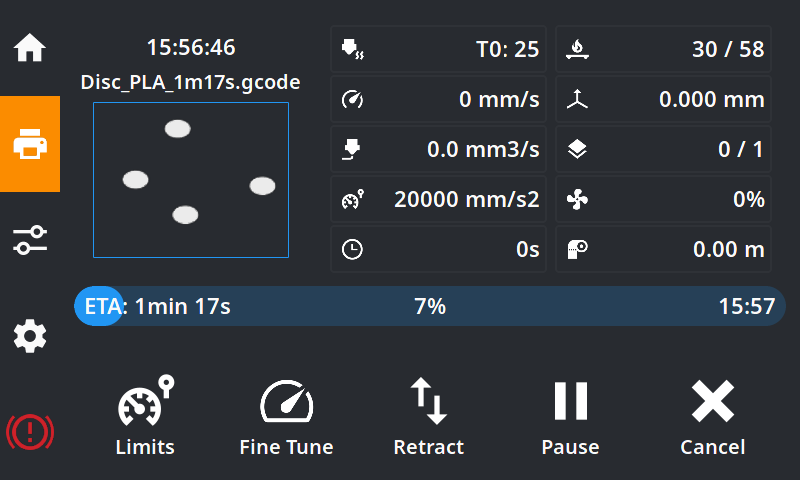 15:56:46
Disc_PLA_1m17s.gcode
T0: 25
30 / 58
0 mm/s
0.000 mm
0.0 mm3/s
0 / 1
20000 mm/s2
0%
0s
0.00 m
ETA: 1min 17s 7% 15:57
Limits Fine Tune Retract Pause Cancel